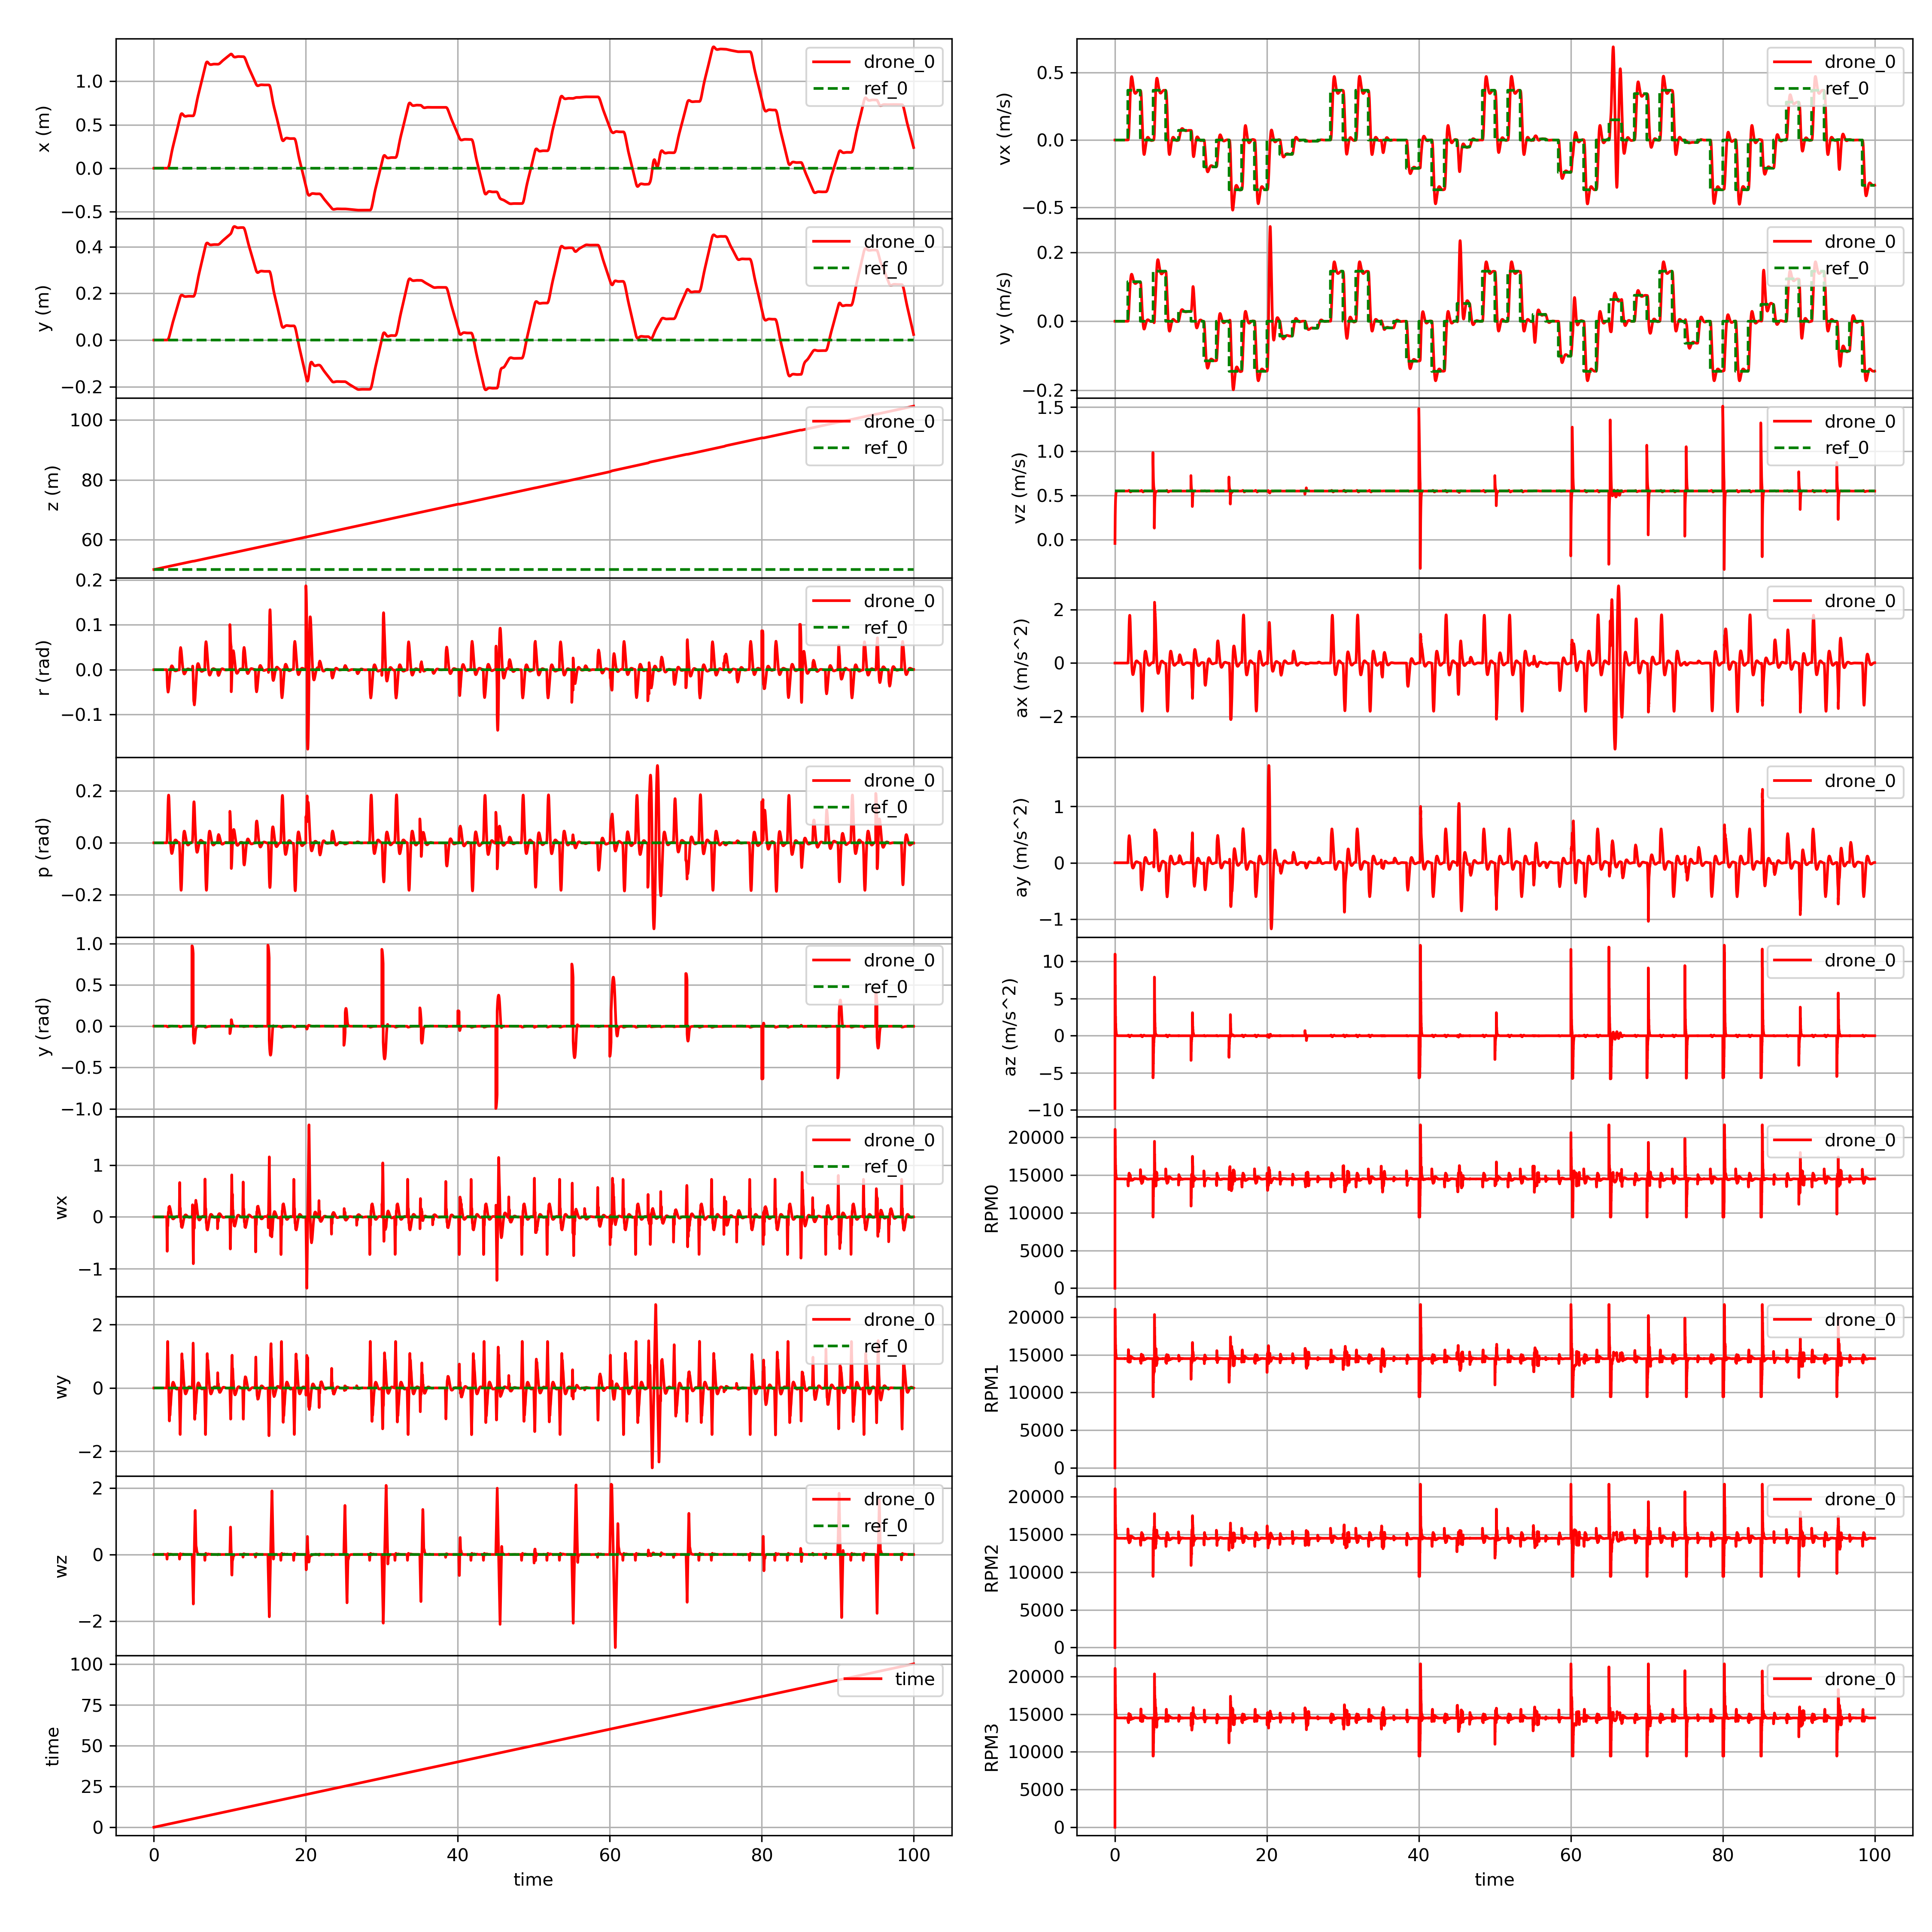 x (m)
1.0
0.5
0.0
−0.5
drone_0
ref_0
y (m)
0.4
0.2
0.0
−0.2
drone_0
ref_0
z (m)
100
80
60
drone_0
ref_0
r (rad)
0.2
0.1
0.0
−0.1
drone_0
ref_0
p (rad)
0.2
0.0
−0.2
drone_0
ref_0
y (rad)
1.0
0.5
0.0
−0.5
−1.0
drone_0
ref_0
wx
1
0
−1
drone_0
ref_0
wy
2
0
−2
drone_0
ref_0
wz
2
0
−2
drone_0
ref_0
time
100
75
50
25
0
time
0 20 40 60 80 100
time
vx (m/s)
0.5
0.0
−0.5
drone_0
ref_0
vy (m/s)
0.2
0.0
−0.2
drone_0
ref_0
vz (m/s)
1.5
1.0
0.5
0.0
drone_0
ref_0
ax (m/s^2)
2
0
−2
drone_0
ay (m/s^2)
1
0
−1
drone_0
az (m/s^2)
10
5
0
−5
−10
drone_0
RPM0
20000
15000
10000
5000
0
drone_0
RPM1
20000
15000
10000
5000
0
drone_0
RPM2
20000
15000
10000
5000
0
drone_0
RPM3
20000
15000
10000
5000
0
drone_0
0 20 40 60 80 100
time